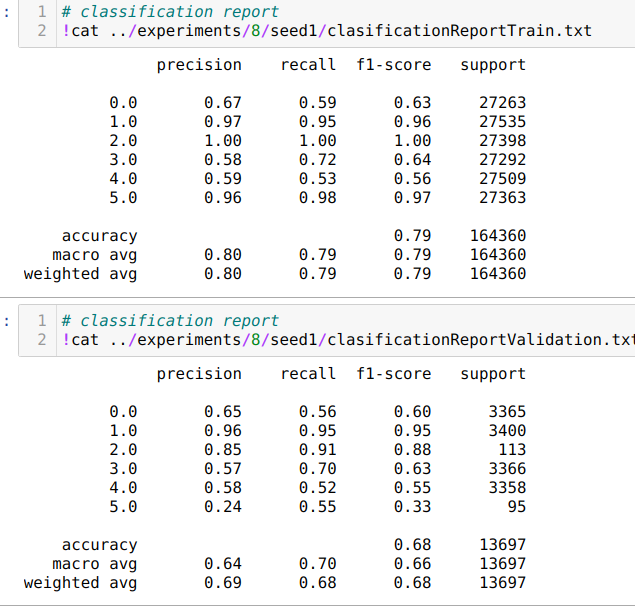 :
1 # classification report
2 !cat ../experiments/8/seed1/clasificationReportTrain.txt
precision recall f1-score support
0.0 0.67 0.59 0.63 27263
1.0 0.97 0.95 0.96 27535
2.0 1.00 1.00 1.00 27398
3.0 0.58 0.72 0.64 27292
4.0 0.59 0.53 0.56 27509
5.0 0.96 0.98 0.97 27363
accuracy 0.79 164360
macro avg 0.80 0.79 0.79 164360
weighted avg 0.80 0.79 0.79 164360
:
1 # classification report
2 !cat ../experiments/8/seed1/clasificationReportValidation.txt
precision recall f1-score support
0.0 0.65 0.56 0.60 3365
1.0 0.96 0.95 0.95 3400
2.0 0.85 0.91 0.88 113
3.0 0.57 0.70 0.63 3366
4.0 0.58 0.52 0.55 3358
5.0 0.24 0.55 0.33 95
accuracy 0.68 13697
macro avg 0.64 0.70 0.66 13697
weighted avg 0.69 0.68 0.68 13697